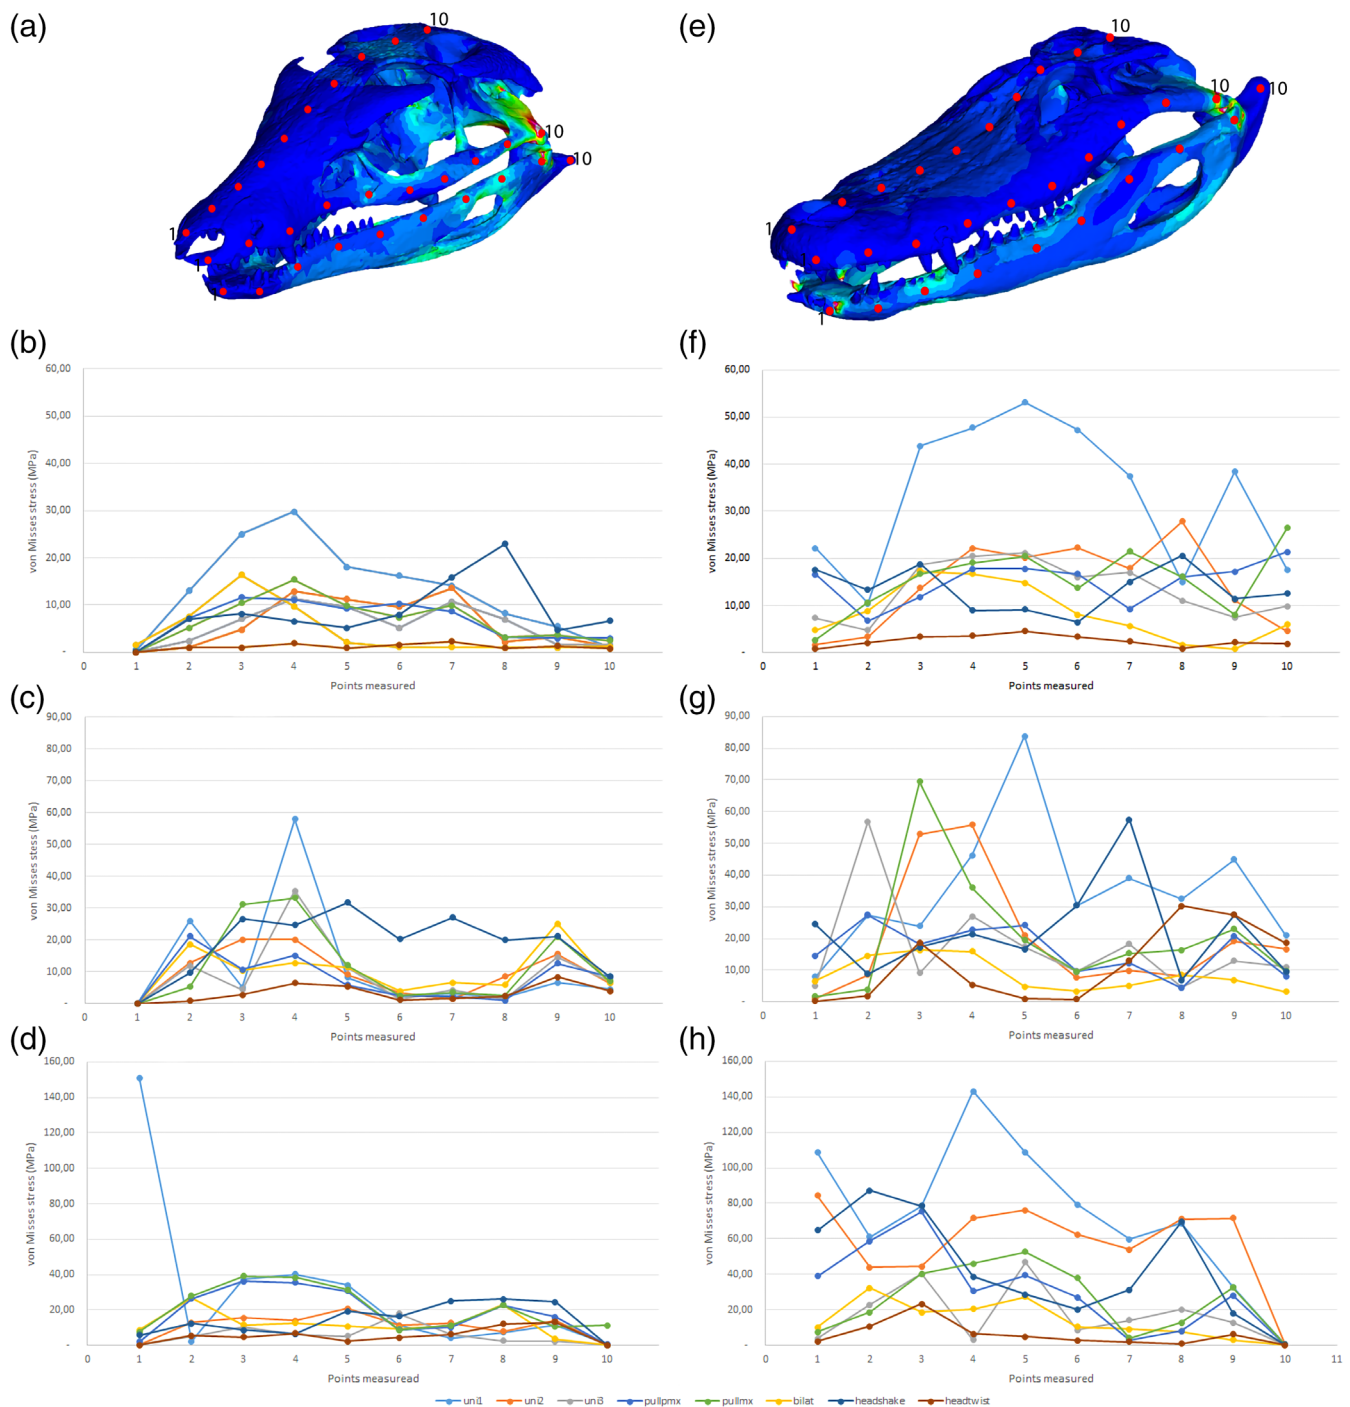 (a)
10
10
10
1
1
1
(e)
10
10
10
1
1
1
(b)
60,00
50,00
40,00
30,00
20,00
10,00
-
von Misses stress (MPa)
0 1 2 3 4 5 6 7 8 9 10
Points measured
(f)
60,00
50,00
40,00
30,00
20,00
10,00
-
von Misses stress (MPa)
0 1 2 3 4 5 6 7 8 9 10
Points measured
(c)
90,00
80,00
70,00
60,00
50,00
40,00
30,00
20,00
10,00
-
von Misses stess (MPa)
0 1 2 3 4 5 6 7 8 9 10
Points measured
(g)
90,00
80,00
70,00
60,00
50,00
40,00
30,00
20,00
10,00
-
von Misses stress (MPa)
0 1 2 3 4 5 6 7 8 9 10
Points measured
(d)
160,00
140,00
120,00
100,00
80,00
60,00
40,00
20,00
-
von Misses stress (MPa)
0 1 2 3 4 5 6 7 8 9 10
Points measuread
(h)
160,00
140,00
120,00
100,00
80,00
60,00
40,00
20,00
-
von Misses stress (MPa)
0 1 2 3 4 5 6 7 8 9 10 11
Points measured
uni1 uni2 uni3 pullpmx pullmx bilat headshake headtwist